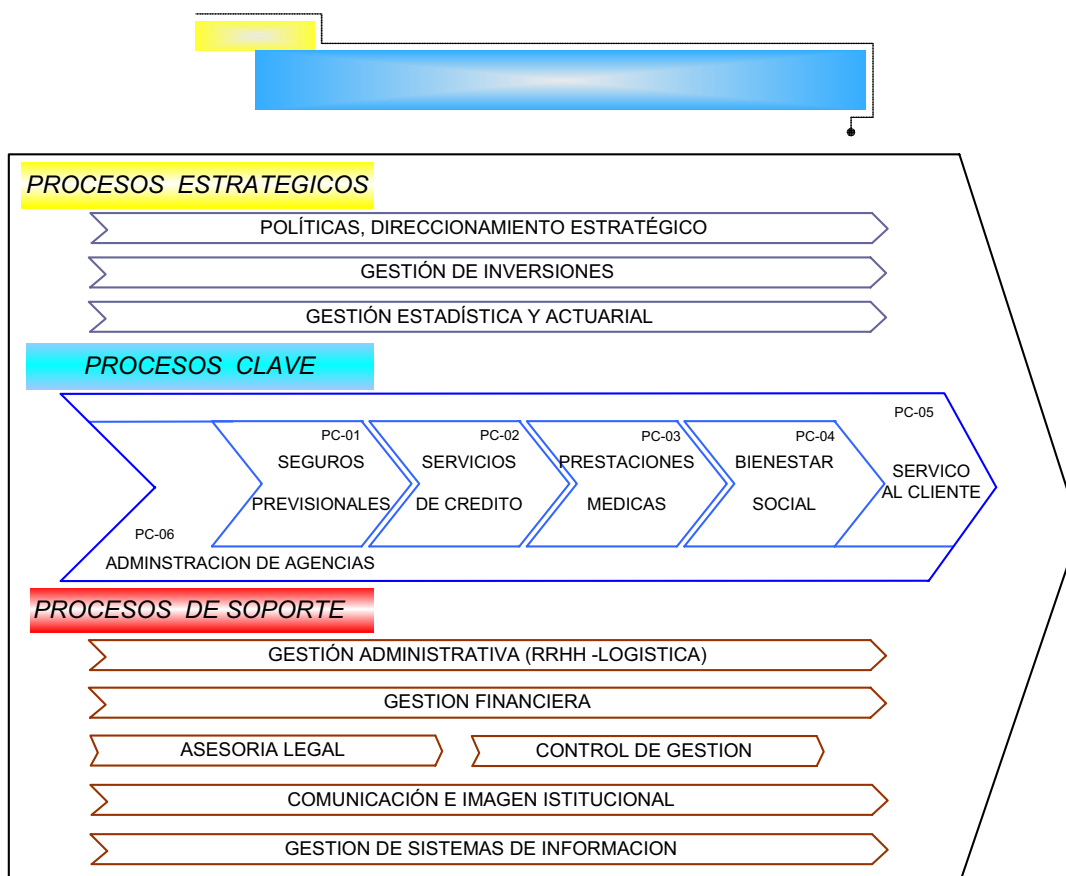 PROCESOS ESTRATEGICOS
POLÍTICAS, DIRECCIONAMIENTO ESTRATÉGICO
GESTIÓN DE INVERSIONES
GESTIÓN ESTADÍSTICA Y ACTUARIAL
PROCESOS CLAVE
PC-01
SEGUROS
PREVISIONALES
PC-02
SERVICIOS
DE CREDITO
PC-03
PRESTACIONES
MEDICAS
PC-04
BIENESTAR
SOCIAL
PC-05
SERVICO
AL CLIENTE
PC-06
ADMINSTRACION DE AGENCIAS
PROCESOS DE SOPORTE
GESTIÓN ADMINISTRATIVA (RRHH -LOGISTICA)
GESTION FINANCIERA
ASESORIA LEGAL
CONTROL DE GESTION
COMUNICACIÓN E IMAGEN ISTITUCIONAL
GESTION DE SISTEMAS DE INFORMACION